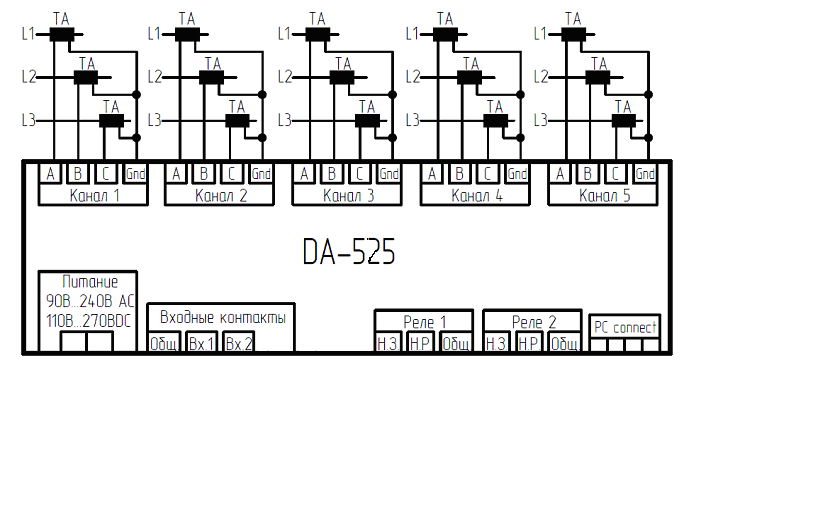 TA TA TA TA TA
L1 L1 L1 L1 L1
TA TA TA TA TA
L2 L2 L2 L2 L2
TA TA TA TA TA
L3 L3 L3 L3 L3
A B C Gnd A B C Gnd A B C Gnd A B C Gnd A B C Gnd
Канал 1 Канал 2 Канал 3 Канал 4 Канал 5
DA-525
Питание
90В...240В AC
110В...270ВDC
Входные контакты
Общ. Вх.1 Вх.2
Реле 1
Н.З Н.Р Общ.
Реле 2
Н.З Н.Р Общ.
PC connect